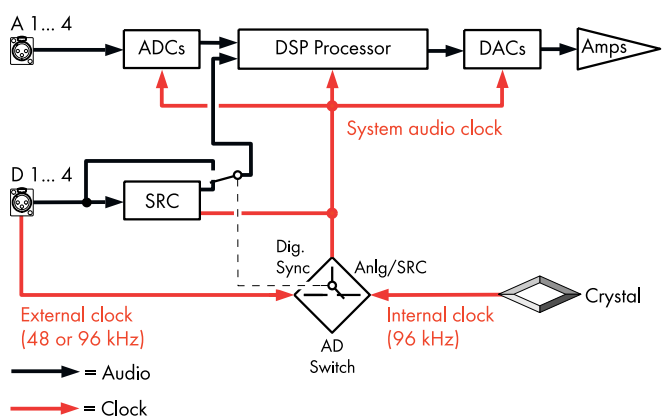 A 1... 4
ADCs
DSP Processor
DACs
Amps
System audio clock
D 1... 4
SRC
Dig.
Sync
Anlg/SRC
External clock
(48 or 96 kHz)
Internal clock
(96 kHz)
Crystal
AD
Switch
= Audio
= Clock